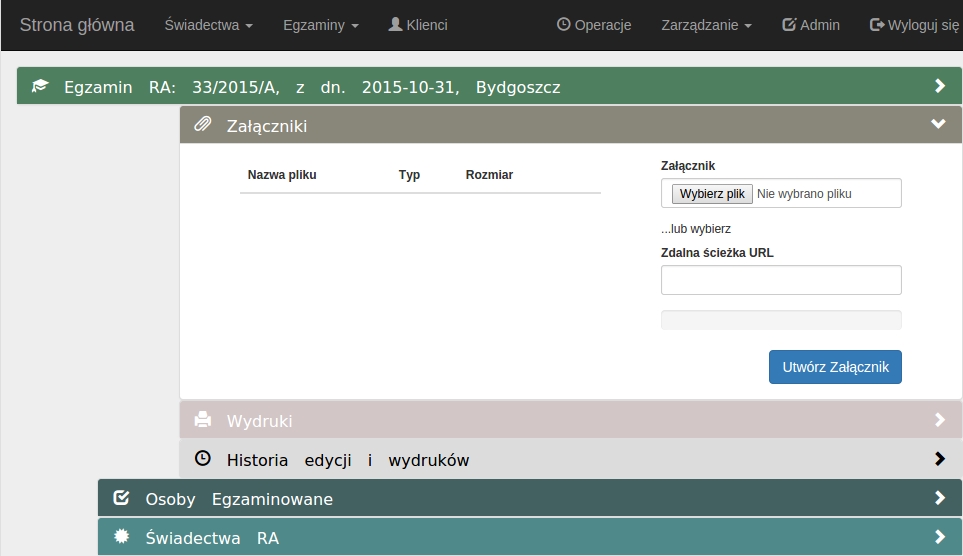 Strona główna Świadectwa Egzaminy Klienci Operacje Zarządzanie Admin Wyloguj się
Egzamin RA: 33/2015/A, z dn. 2015-10-31, Bydgoszcz
Załączniki
Nazwa pliku Typ Rozmiar
Załącznik
Wybierz plik Nie wybrano pliku
...lub wybierz
Zdalna ścieżka URL
Utwórz Załącznik
Wydruki
Historia edycji i wydruków
Osoby Egzaminowane
Świadectwa RA